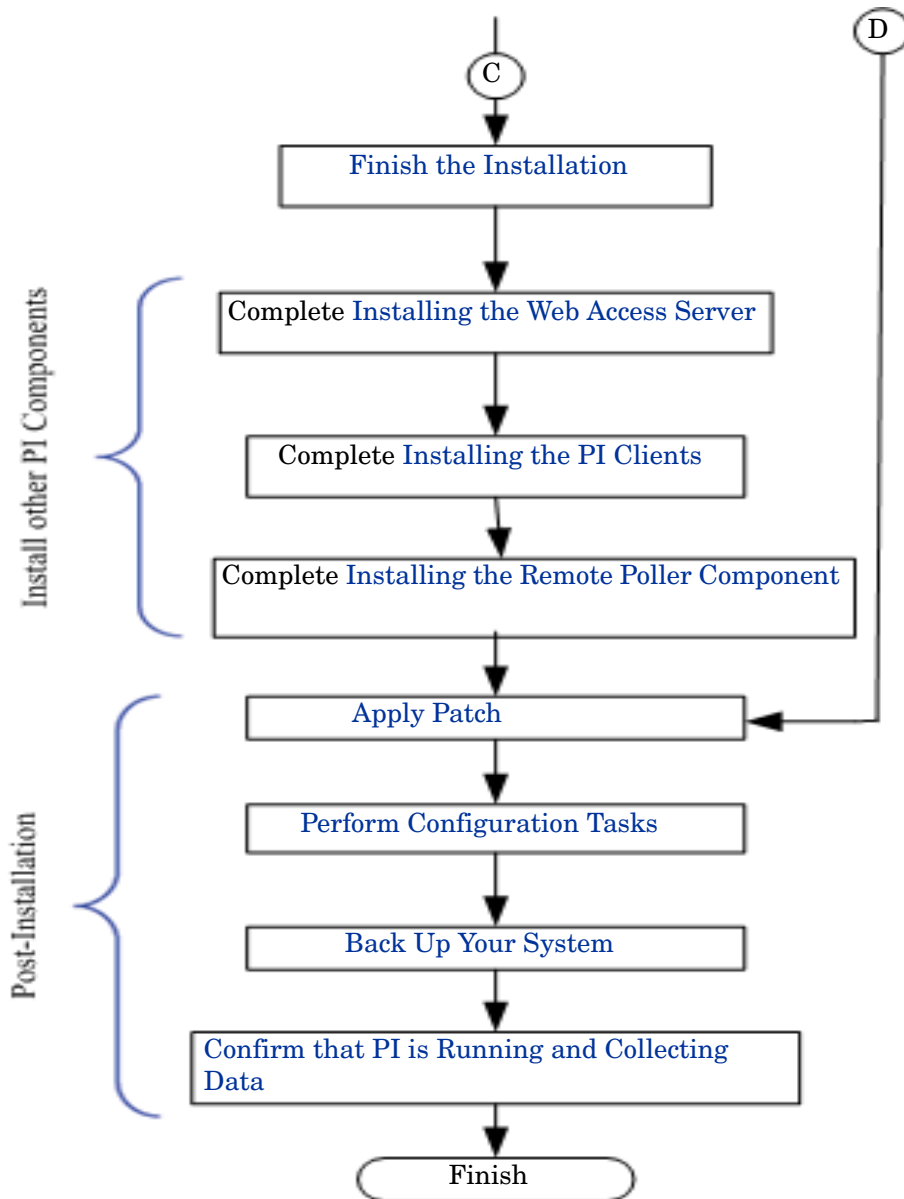 D
C
Finish the Installation
Install other PI Components
Complete Installing the Web Access Server
Complete Installing the PI Clients
Complete Installing the Remote Poller Component
Post-Installation
Apply Patch
Perform Configuration Tasks
Back Up Your System
Confirm that PI is Running and Collecting
Data
Finish